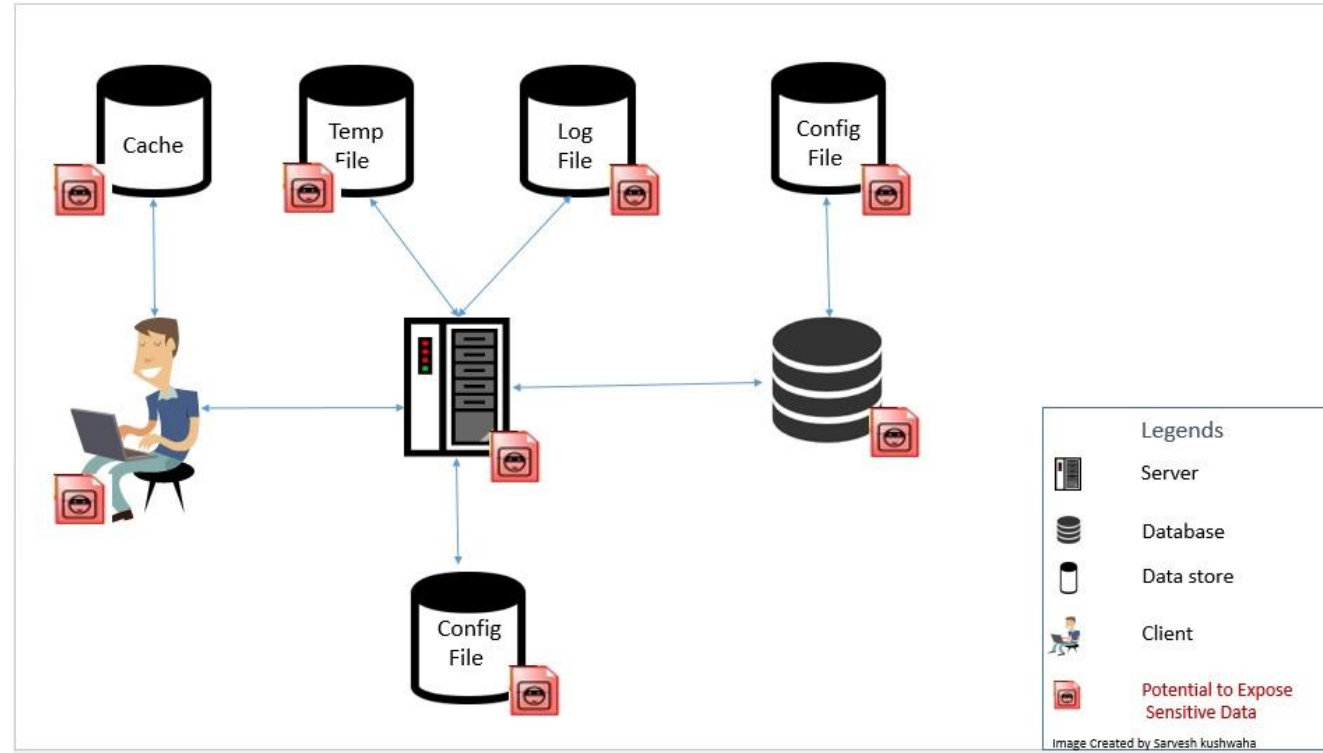 Cache
Temp
File
Log
File
Config
File
Config
File
Legends
Server
Database
Data store
Client
Potential to Expose
Sensitive Data
Image Created by Sarvesh kushwaha